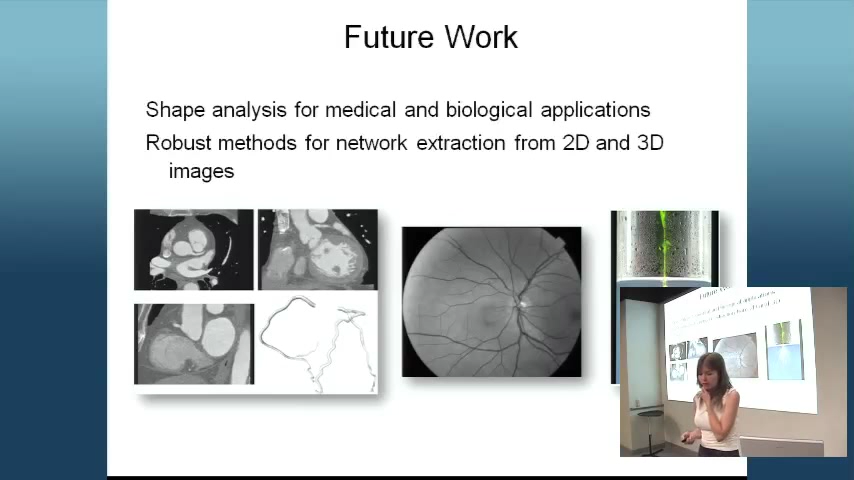 Future Work
Shape analysis for medical and biological applications
Robust methods for network extraction from 2D and 3D
images